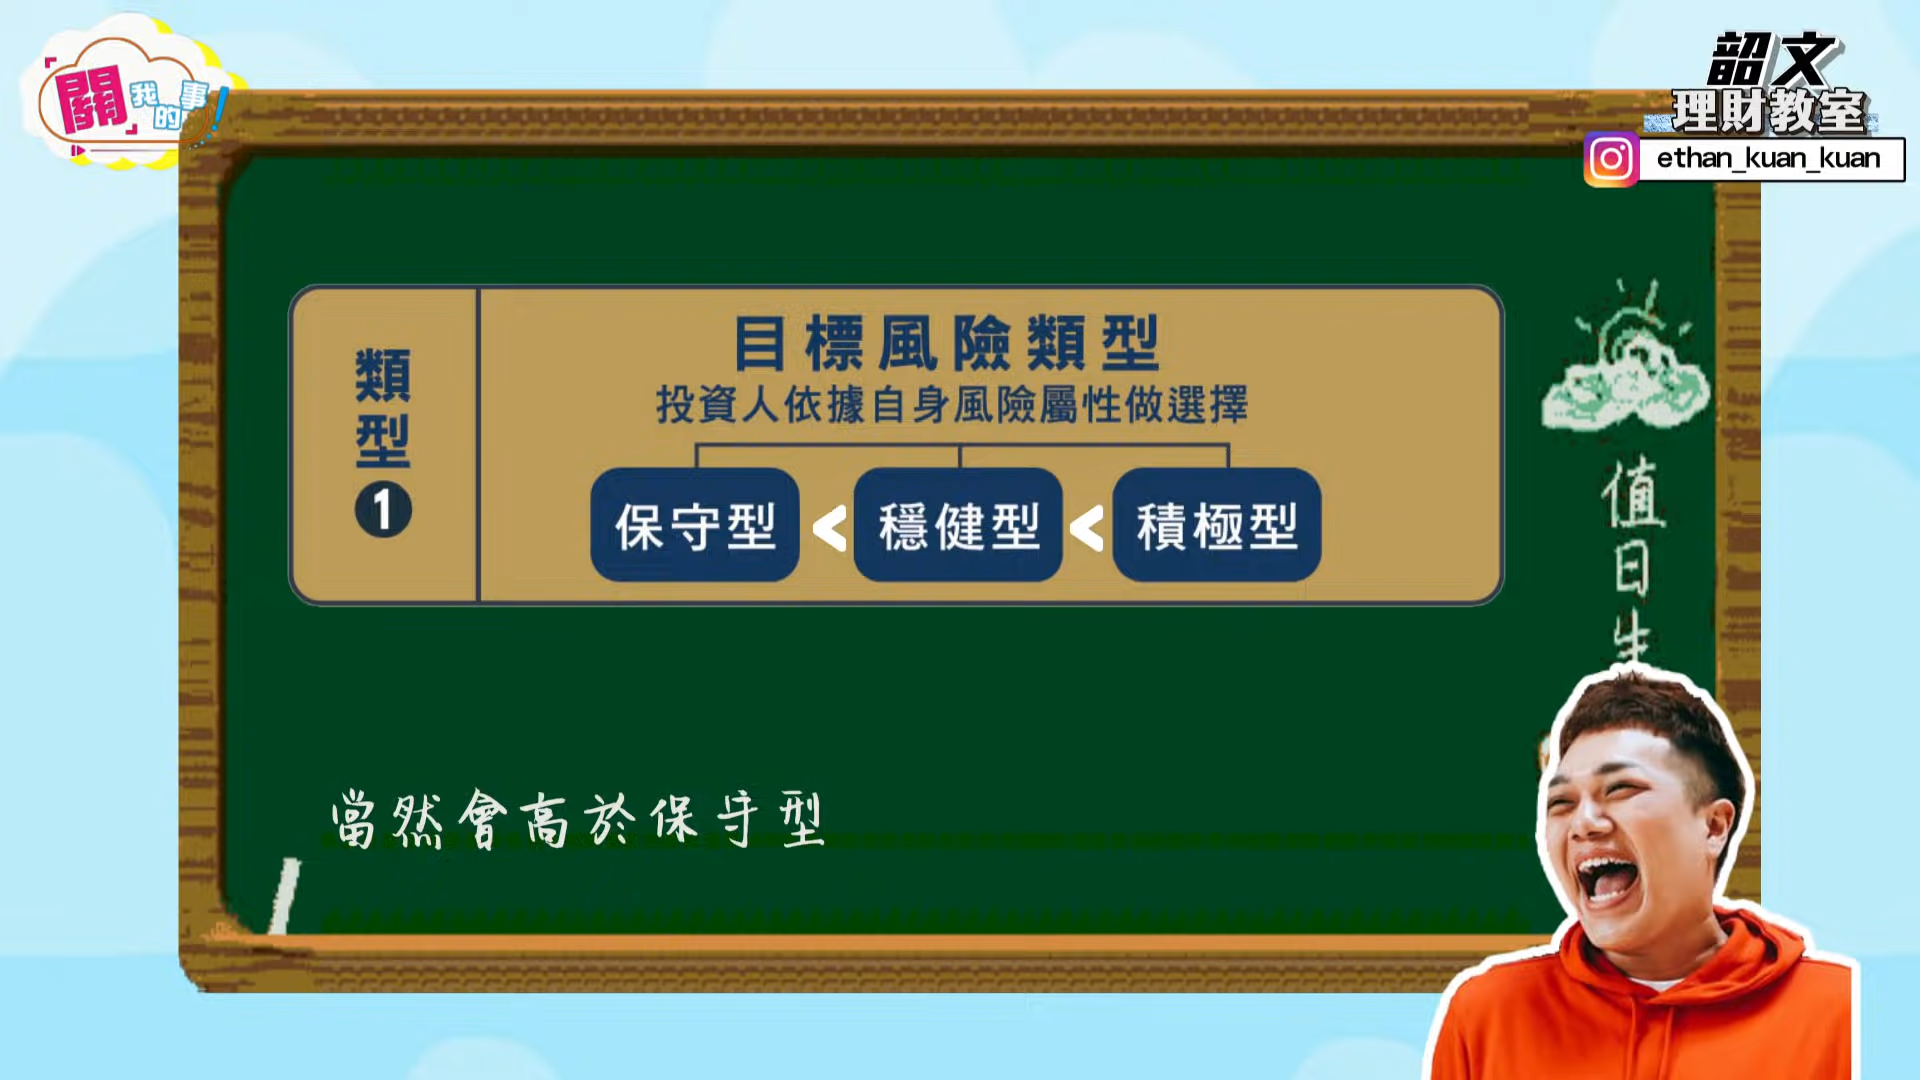 關我的事!
韶文
理財教室
ethan_kuan_kuan
類型1
目標風險類型
投資人依據自身風險屬性做選擇
保守型 < 穩健型 < 積極型
值日生
當然會高於保守型